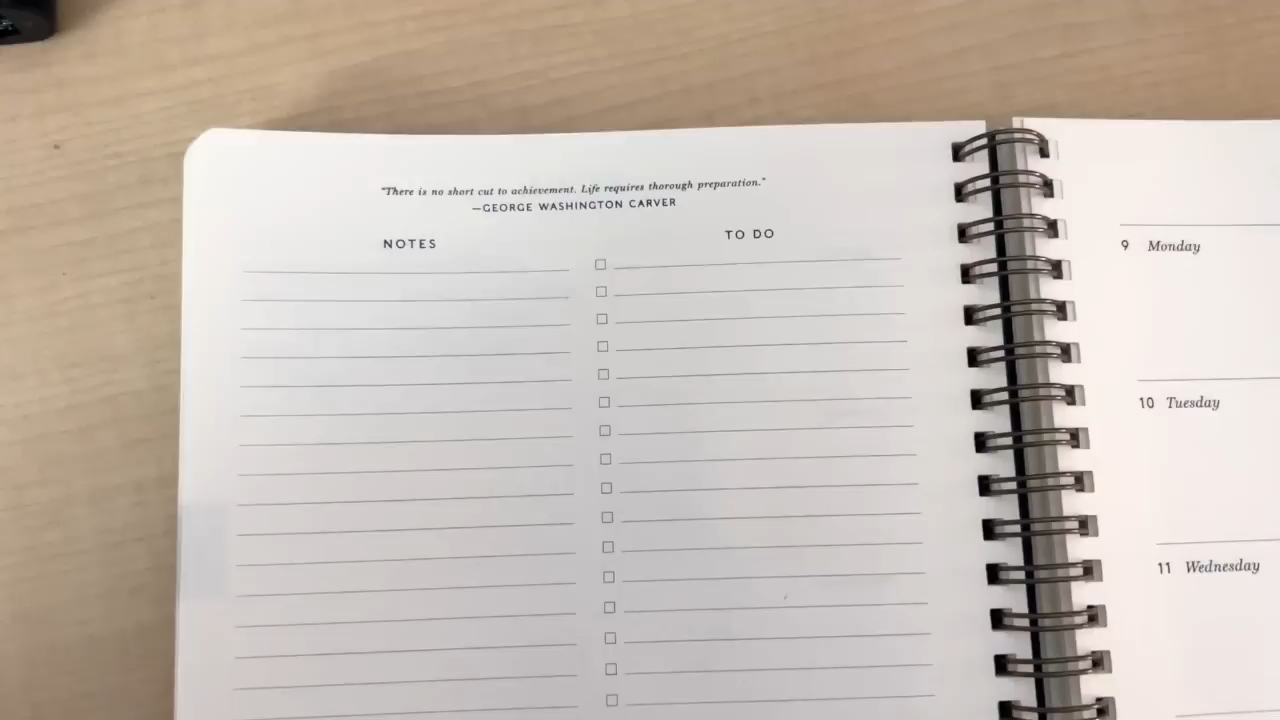 "There is no short cut to achievement. Life requires thorough preparation."
—GEORGE WASHINGTON CARVER
NOTES
TO DO
9 Monday
10 Tuesday
11 Wednesday